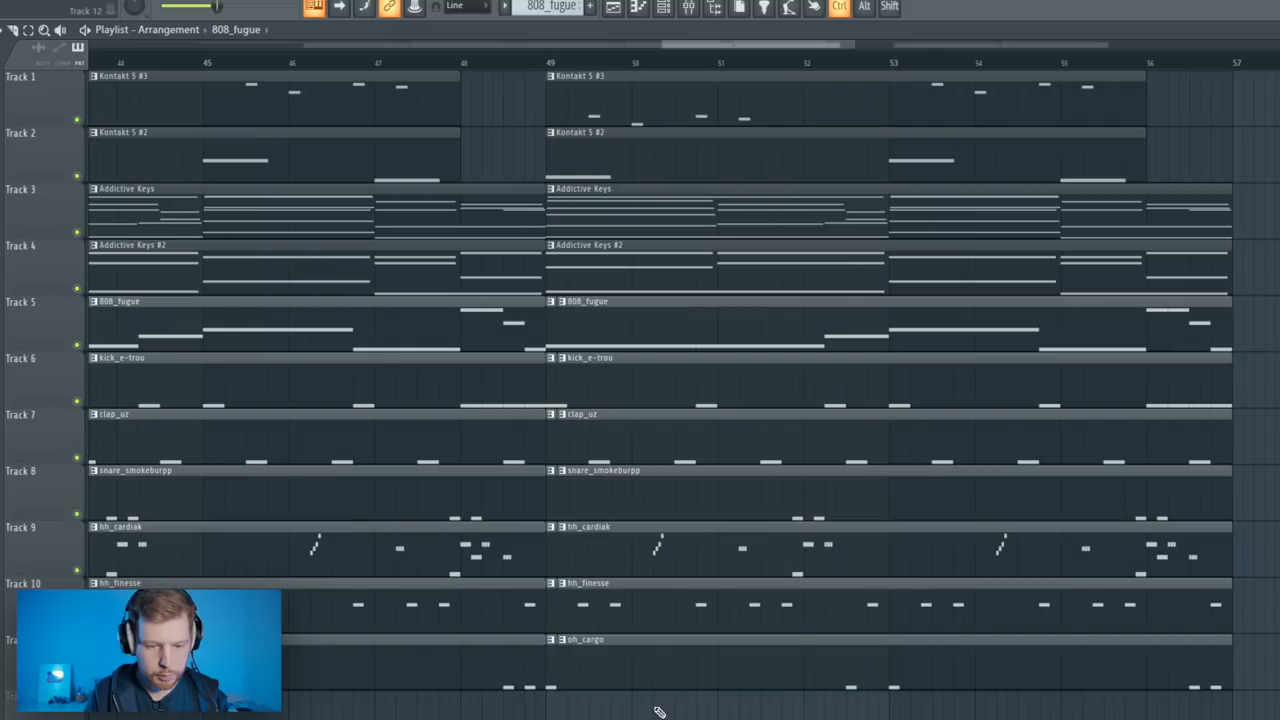 Track 12
Line
808_fugue
Ctrl
Alt
Shift
Playlist - Arrangement › 808_fugue ›
44 45 46 47 48 49 50 51 52 53 54 55 56 57
Track 1
Kontakt 5 #3
Kontakt 5 #3
Track 2
Kontakt 5 #2
Kontakt 5 #2
Track 3
Addictive Keys
Addictive Keys
Track 4
Addictive Keys #2
Addictive Keys #2
Track 5
808_fugue
808_fugue
Track 6
kick_e-trou
kick_e-trou
Track 7
clap_uz
clap_uz
Track 8
snare_smokeburpp
snare_smokeburpp
Track 9
hh_cardiak
hh_cardiak
Track 10
hh_finesse
hh_finesse
oh_cargo